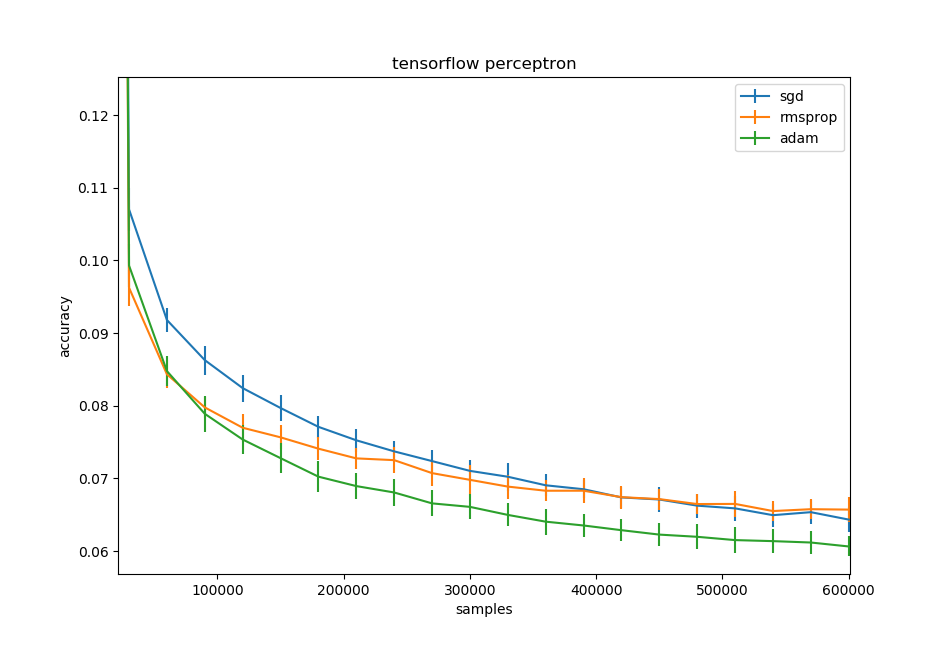 tensorflow perceptron
sgd
rmsprop
adam
0.12
0.11
0.10
0.09
0.08
0.07
0.06
accuracy
100000 200000 300000 400000 500000 600000
samples